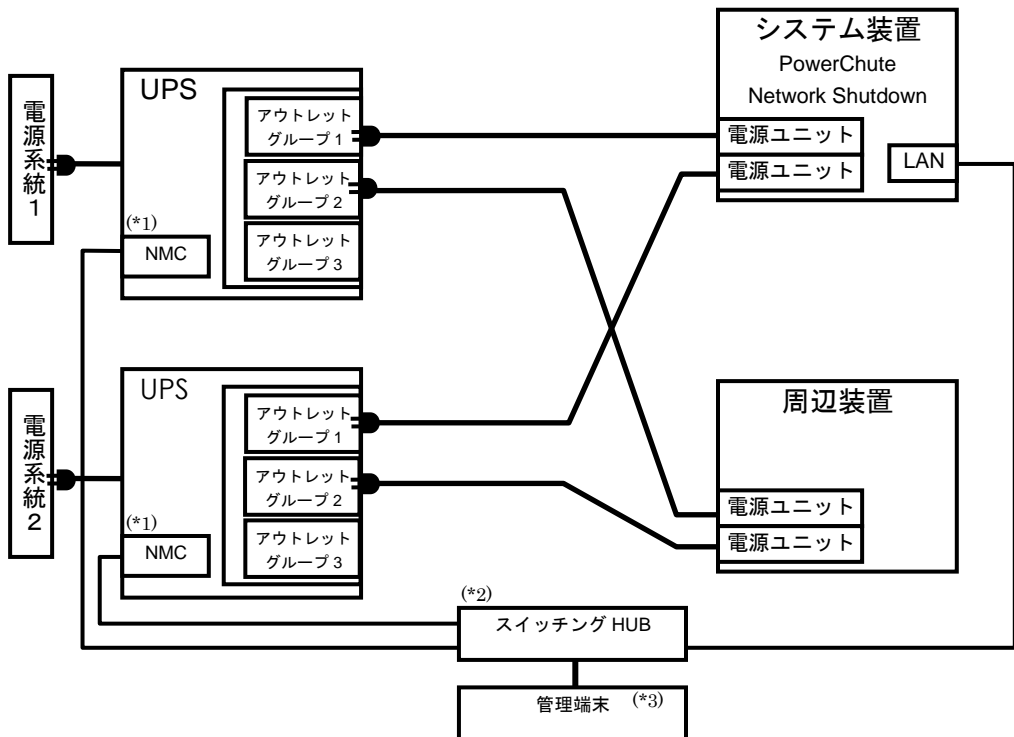 システム装置
PowerChute
Network Shutdown
電源ユニット
電源ユニット
LAN
電源系統1
UPS
アウトレット
グループ1
アウトレット
グループ2
アウトレット
グループ3
(*1)
NMC
電源系統2
UPS
アウトレット
グループ1
アウトレット
グループ2
アウトレット
グループ3
(*1)
NMC
周辺装置
電源ユニット
電源ユニット
(*2)
スイッチング HUB
管理端末 (*3)